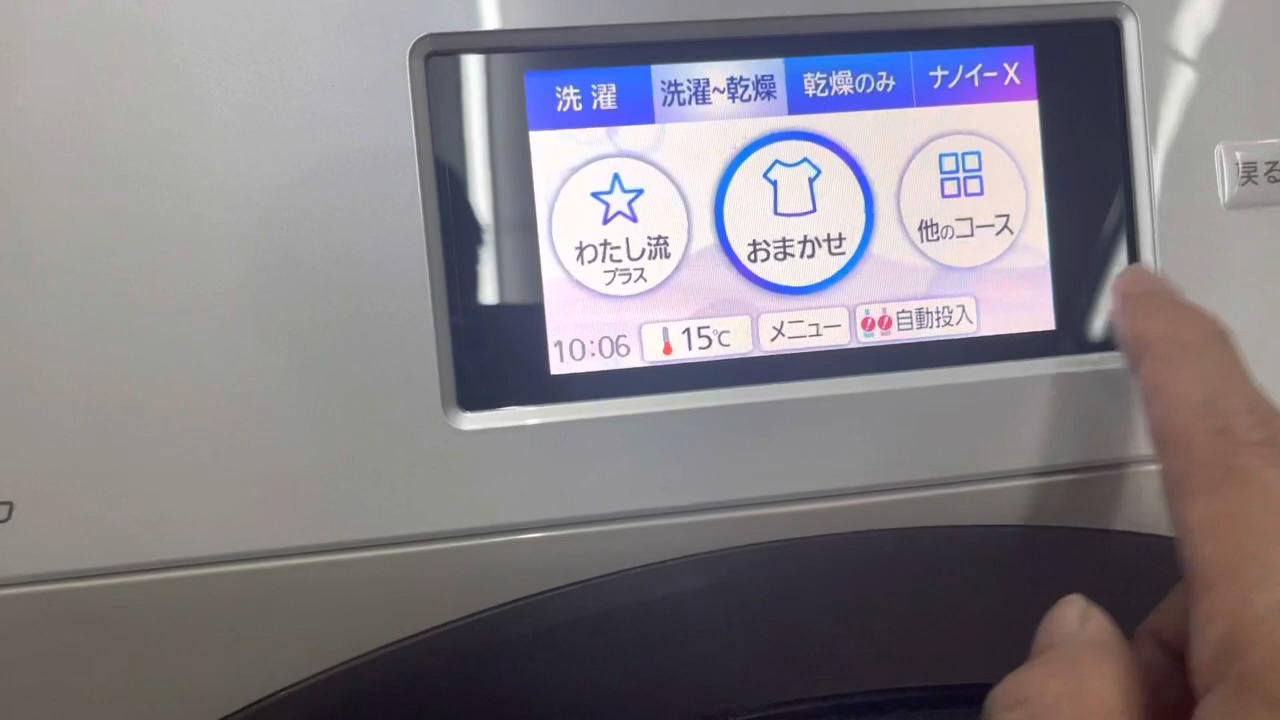 洗濯
洗濯~乾燥
乾燥のみ
ナノイーX
わたし流
プラス
おまかせ
他のコース
10:06
15℃
メニュー
自動投入
戻る